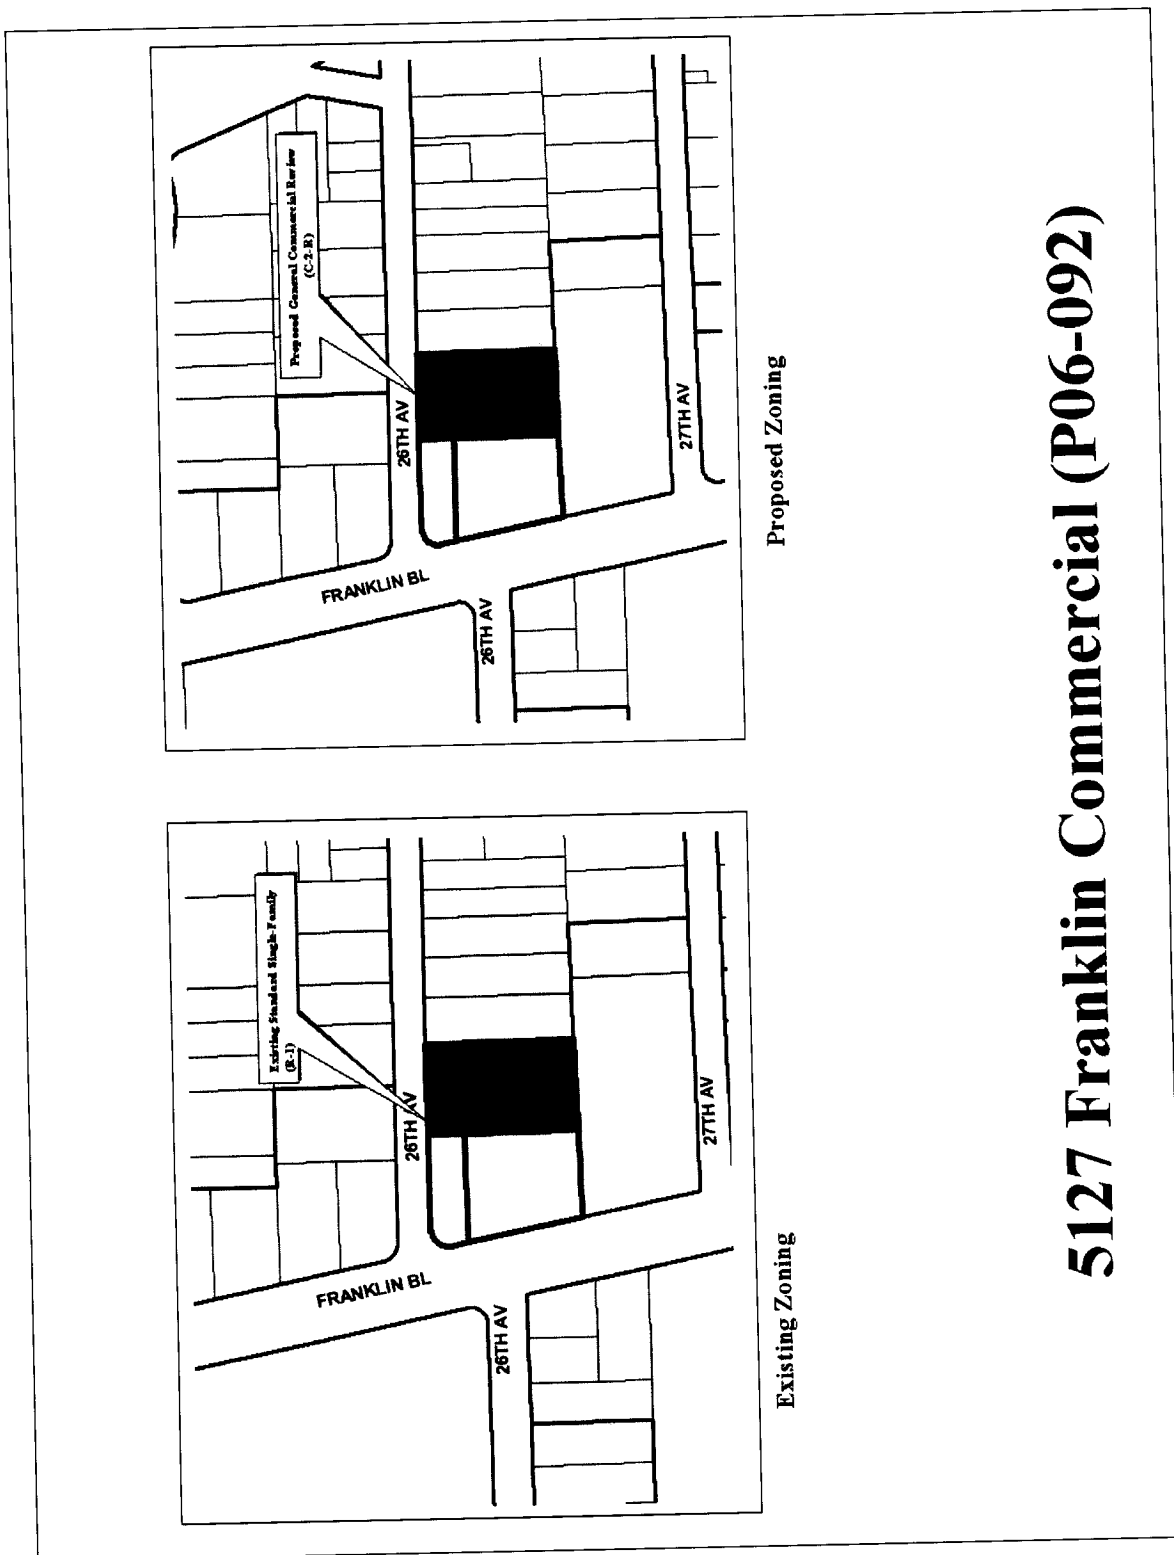 Existing Standard Single-Family
(R-1)
26TH AV
FRANKLIN BL
26TH AV
27TH AV
Existing Zoning
Proposed General Commercial Review
(C-2-R)
26TH AV
FRANKLIN BL
26TH AV
27TH AV
Proposed Zoning
5127 Franklin Commercial (P06-092)